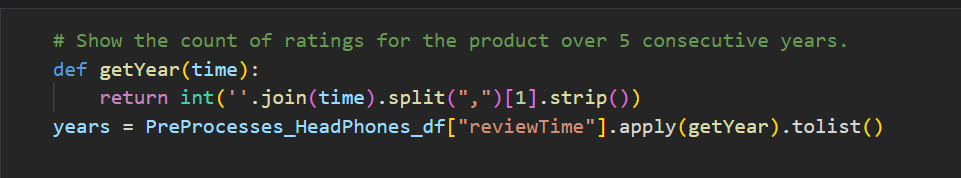 # Show the count of ratings for the product over 5 consecutive years.
def getYear(time):
    return int(''.join(time).split(",")[1].strip())
years = PreProcesses_HeadPhones_df["reviewTime"].apply(getYear).tolist()